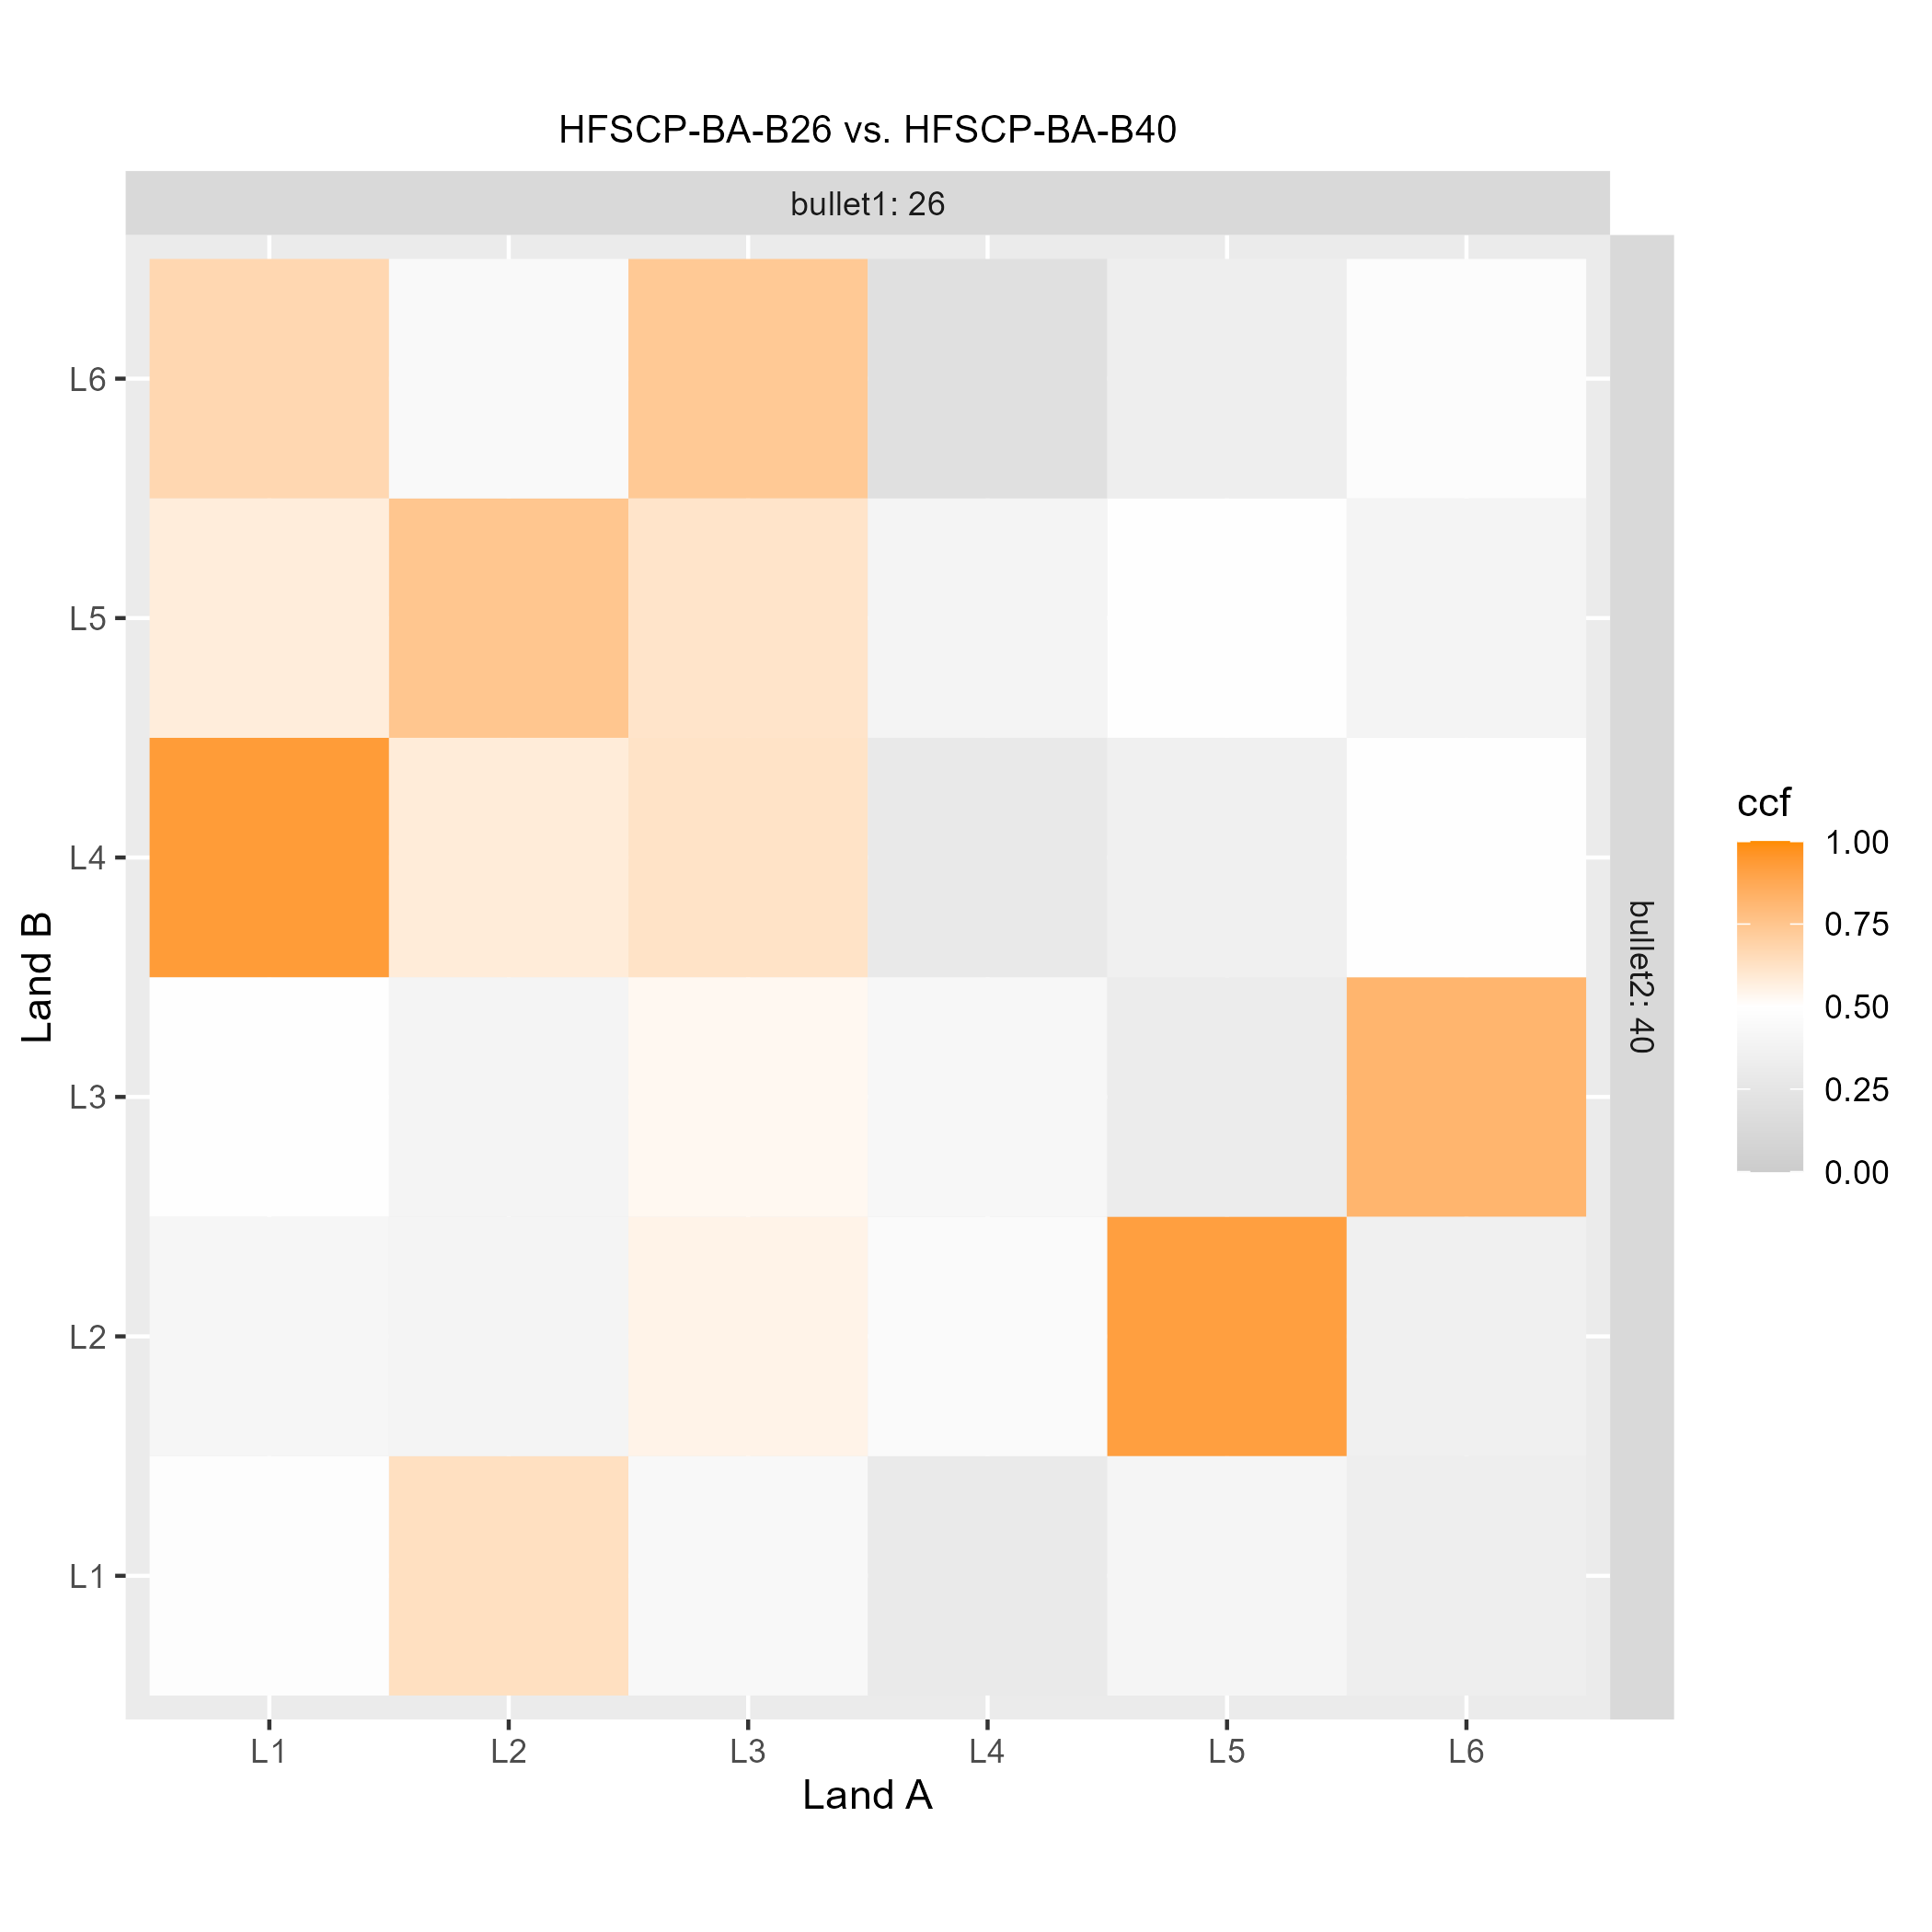 HFSCP-BA-B26 vs. HFSCP-BA-B40
bullet1: 26
L6
L5
L4
L3
L2
L1
Land B
bullet2: 40
ccf
1.00
0.75
0.50
0.25
0.00
L1 L2 L3 L4 L5 L6
Land A